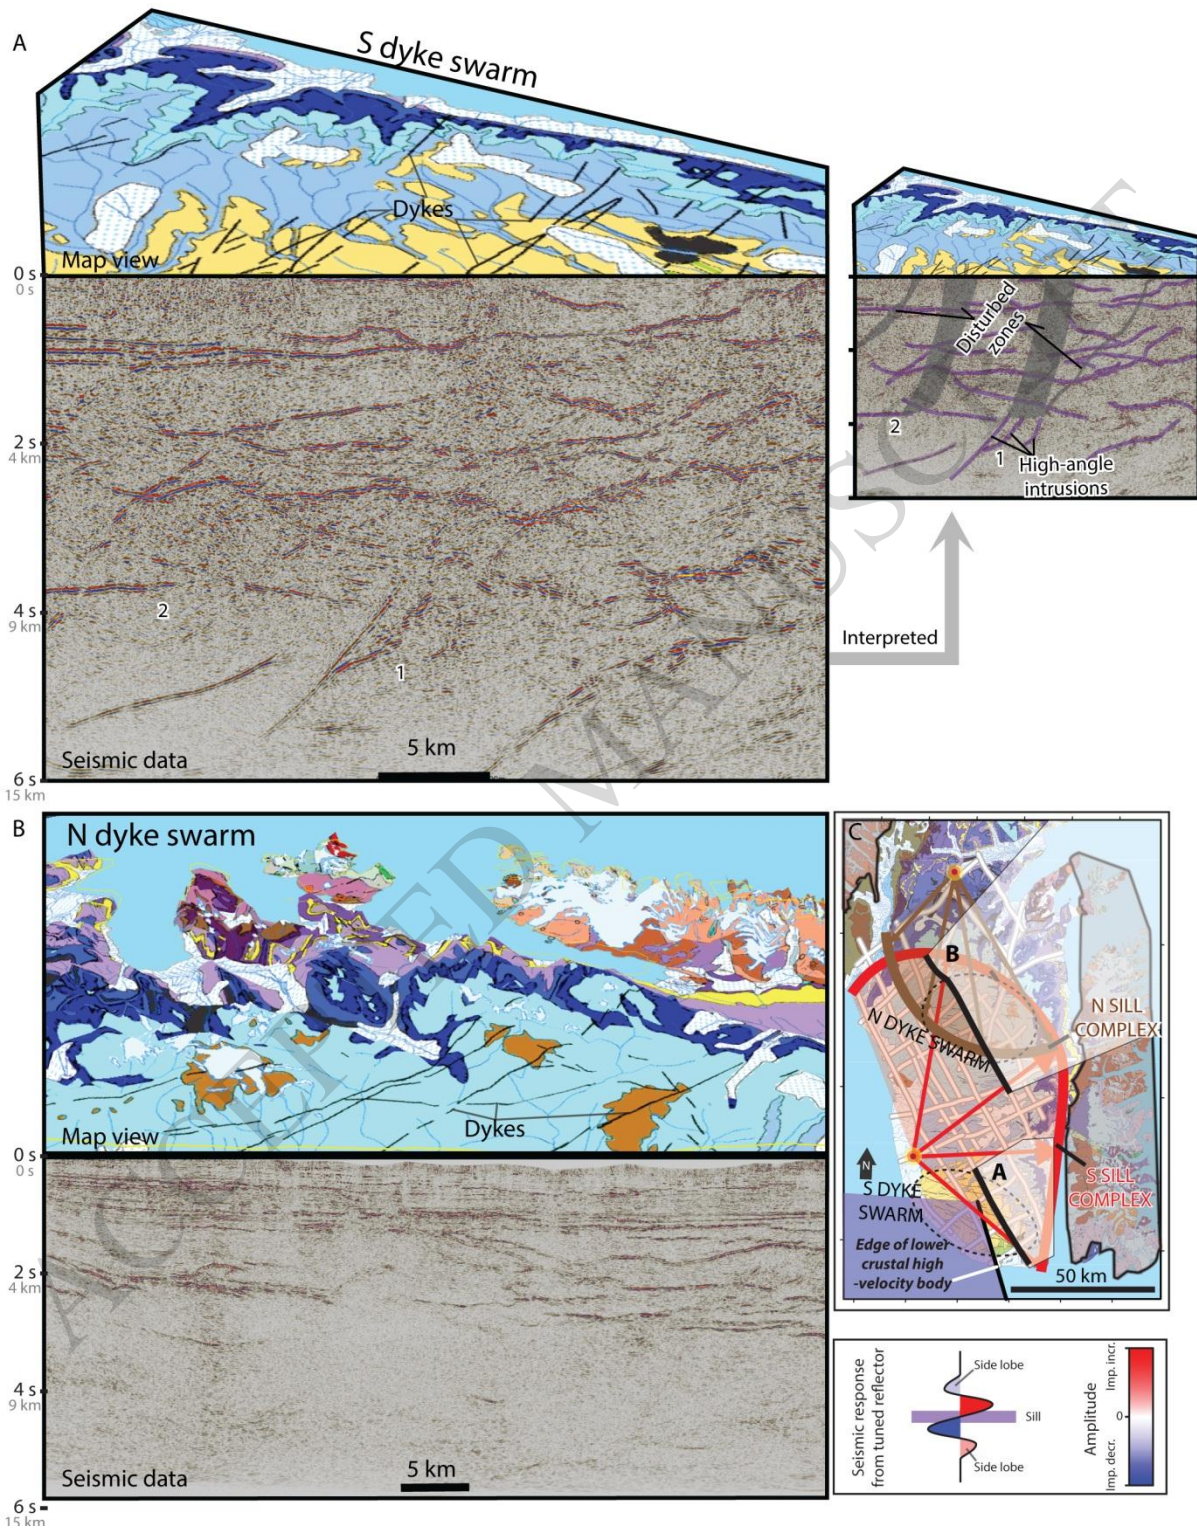 A
S dyke swarm
Dykes
Map view
0 s
0 s
2 s
4 km
2
4 s
9 km
1
Seismic data
5 km
6 s
15 km
Disturbed
zones
2
1
High-angle
intrusions
Interpreted
B
N dyke swarm
Dykes
Map view
0 s
0 s
2 s
4 km
4 s
9 km
5 km
Seismic data
6 s
15 km
C
B
N DYKE SWARM
N SILL
COMPLEX
N
A
S DYKE
SWARM
S SILL
COMPLEX
Edge of lower
crustal high
-velocity body
50 km
Seismic response
from tuned reflector
Side lobe
Sill
Side lobe
Amplitude
Imp. incr.
0
Imp. decr.
ACCEPTED MANUSCRIPT